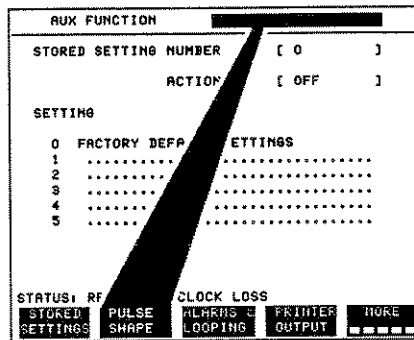 AUX FUNCTION
STORED SETTING NUMBER [ 0 ]
ACTION [ OFF ]
SETTING
0 FACTORY DEFA ETTINGS
1 ..................................
2 ..................................
3 ..................................
4 ..................................
5 ..................................
STATUS: CLOCK LOSS
STORED SETTINGS
PULSE SHAPE
ALARMS & LOOPING
PRINTER OUTPUT
MORE